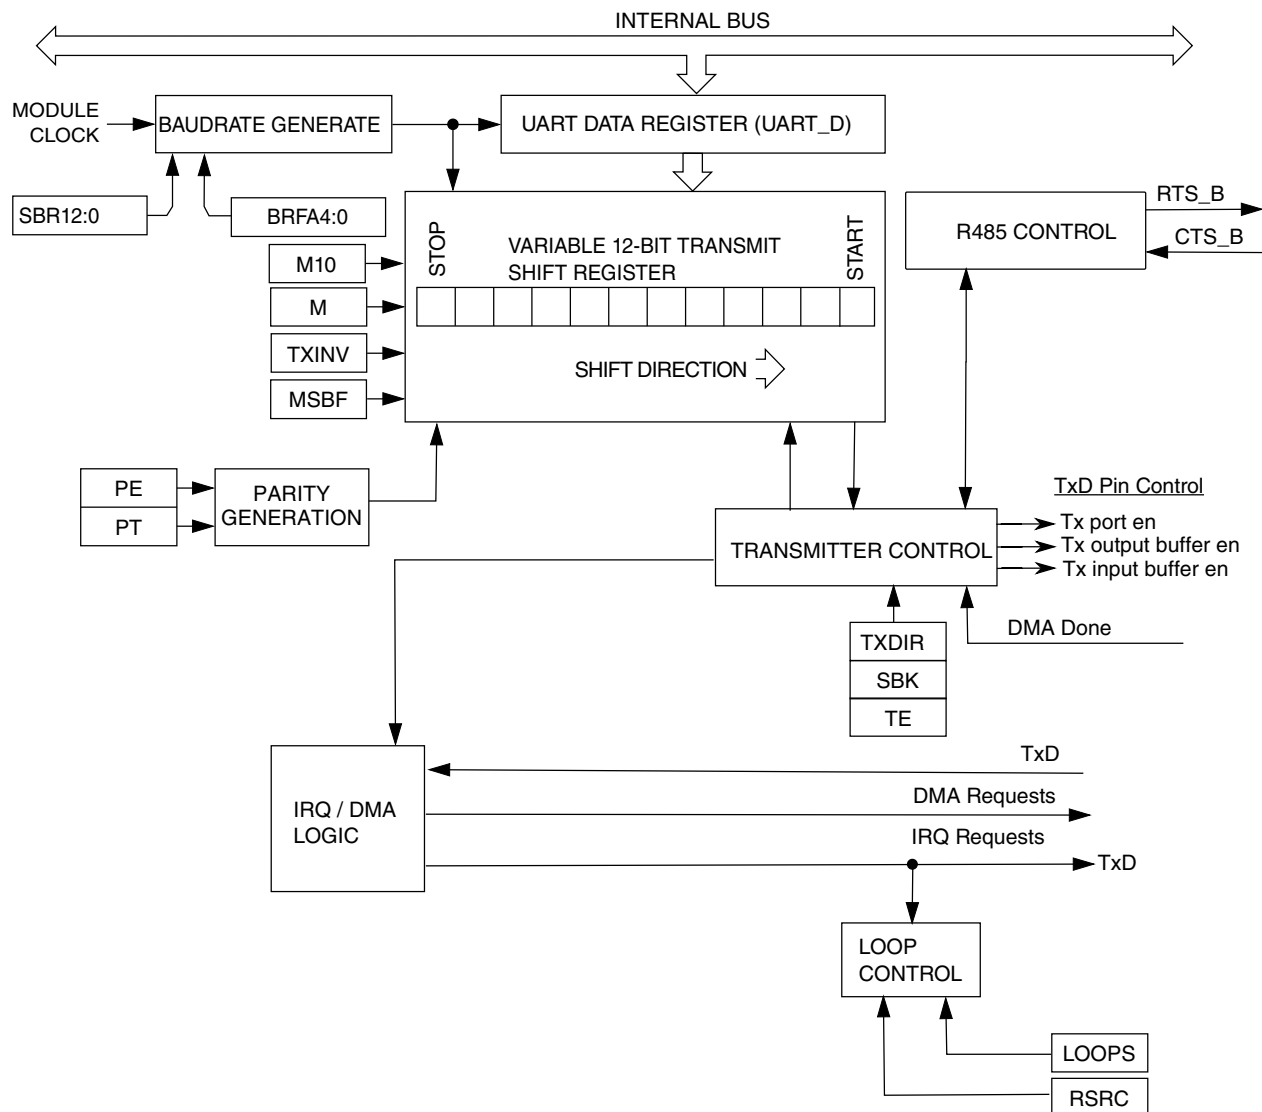 INTERNAL BUS
MODULE
CLOCK
BAUDRATE GENERATE
UART DATA REGISTER (UART_D)
SBR12:0
BRFA4:0
STOP
VARIABLE 12-BIT TRANSMIT
SHIFT REGISTER
START
R485 CONTROL
RTS_B
CTS_B
M10
M
TXINV
MSBF
SHIFT DIRECTION
PE
PT
PARITY
GENERATION
TRANSMITTER CONTROL
TxD Pin Control
Tx port en
Tx output buffer en
Tx input buffer en
DMA Done
TXDIR
SBK
TE
IRQ / DMA
LOGIC
TxD
DMA Requests
IRQ Requests
TxD
LOOP
CONTROL
LOOPS
RSRC